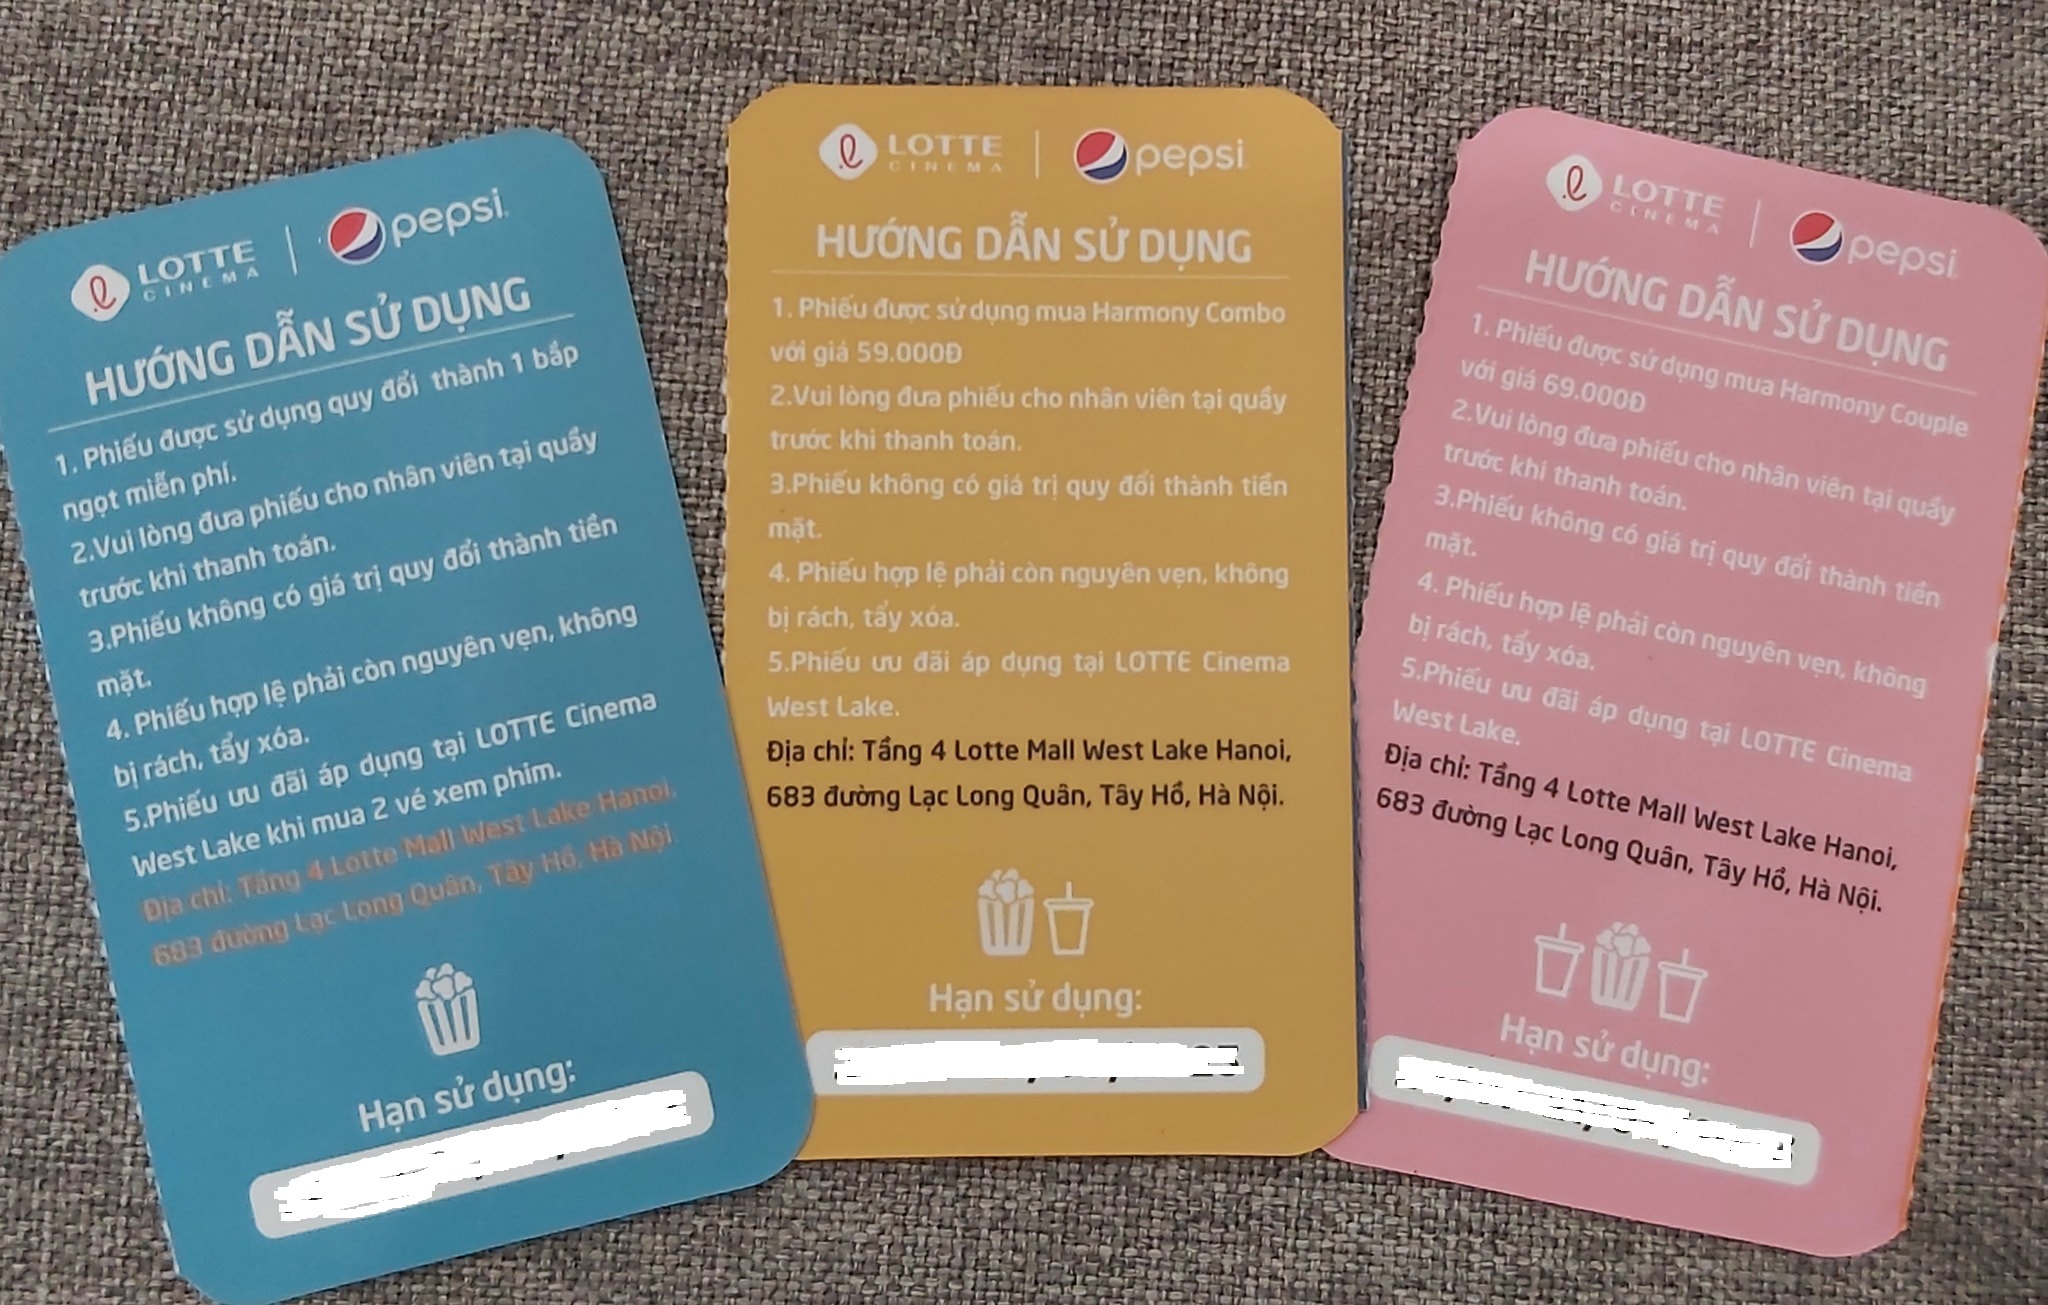 LOTTE
CINEMA
pepsi
HƯỚNG DẪN SỬ DỤNG
1. Phiếu được sử dụng quy đổi thành 1 bắp
ngọt miễn phí.
2.Vui lòng đưa phiếu cho nhân viên tại quầy
trước khi thanh toán.
3.Phiếu không có giá trị quy đổi thành tiền
mặt.
4. Phiếu hợp lệ phải còn nguyên vẹn, không
bị rách, tẩy xóa.
5.Phiếu ưu đãi áp dụng tại LOTTE Cinema
West Lake khi mua 2 vé xem phim.
Địa chỉ: Tầng 4 Lotte Mall West Lake Hanoi,
683 đường Lạc Long Quân, Tây Hồ, Hà Nội.
Hạn sử dụng:
LOTTE
CINEMA
pepsi
HƯỚNG DẪN SỬ DỤNG
1. Phiếu được sử dụng mua Harmony Combo
với giá 59.000Đ
2.Vui lòng đưa phiếu cho nhân viên tại quầy
trước khi thanh toán.
3.Phiếu không có giá trị quy đổi thành tiền
mặt.
4. Phiếu hợp lệ phải còn nguyên vẹn, không
bị rách, tẩy xóa.
5.Phiếu ưu đãi áp dụng tại LOTTE Cinema
West Lake.
Địa chỉ: Tầng 4 Lotte Mall West Lake Hanoi,
683 đường Lạc Long Quân, Tây Hồ, Hà Nội.
Hạn sử dụng:
LOTTE
CINEMA
pepsi
HƯỚNG DẪN SỬ DỤNG
1. Phiếu được sử dụng mua Harmony Couple
với giá 69.000Đ
2.Vui lòng đưa phiếu cho nhân viên tại quầy
trước khi thanh toán.
3.Phiếu không có giá trị quy đổi thành tiền
mặt.
4. Phiếu hợp lệ phải còn nguyên vẹn, không
bị rách, tẩy xóa.
5.Phiếu ưu đãi áp dụng tại LOTTE Cinema
West Lake.
Địa chỉ: Tầng 4 Lotte Mall West Lake Hanoi,
683 đường Lạc Long Quân, Tây Hồ, Hà Nội.
Hạn sử dụng: